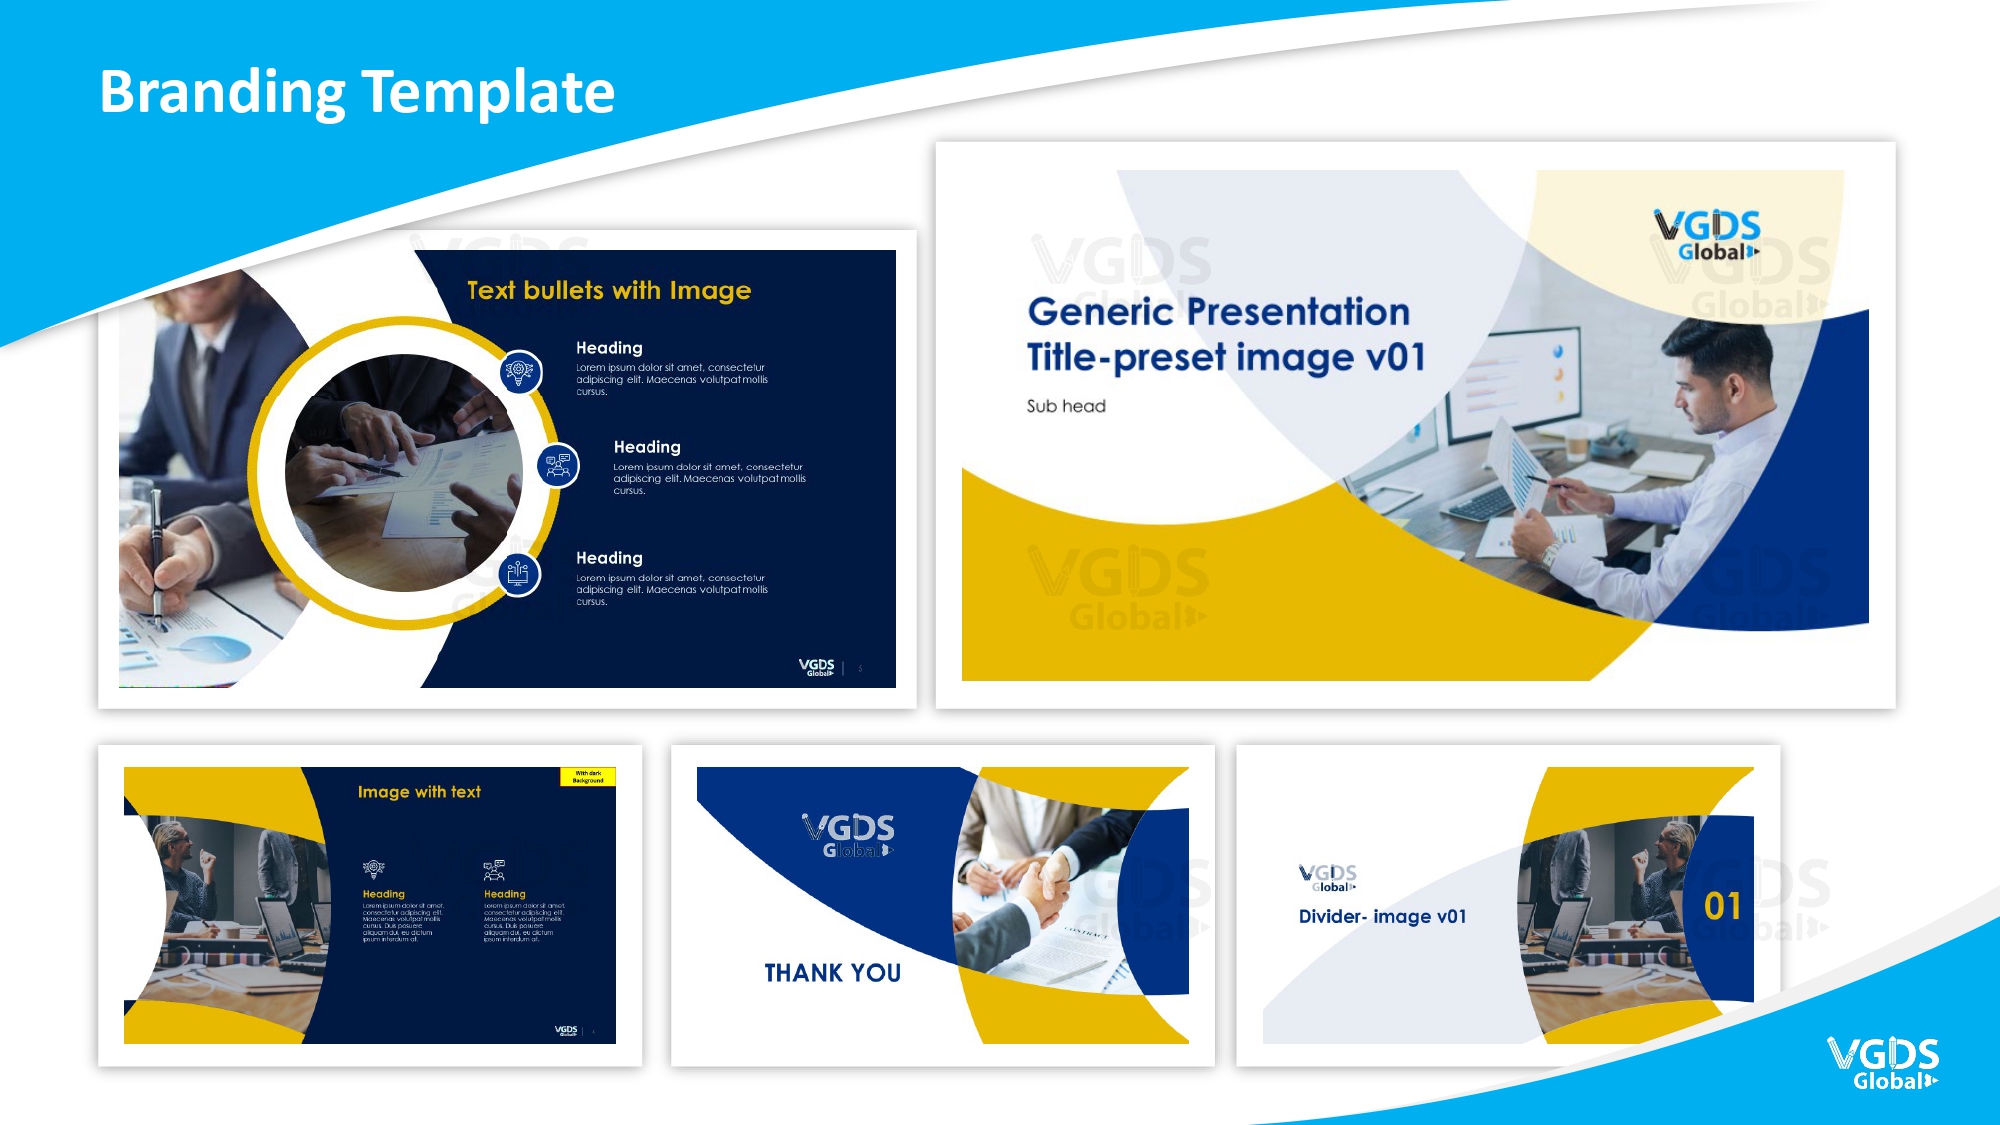 Branding Template
Text bullets with Image
Heading
Lorem ipsum dolor sit amet, consectetur
adipiscing elit. Maecenas volutpat mollis
cursus.
Heading
Lorem ipsum dolor sit amet, consectetur
adipiscing elit. Maecenas volutpat mollis
cursus.
Heading
Lorem ipsum dolor sit amet, consectetur
adipiscing elit. Maecenas volutpat mollis
cursus.
VGDS
Global
5
VGDS
Global
Generic Presentation
Title-preset image v01
Sub head
With dark
Background
Image with text
Heading
Lorem ipsum dolor sit amet,
consectetur adipiscing elit.
Maecenas volutpat mollis
cursus. Duis posuere
aliquam dui, eu dictum
ipsum interdum at.
Heading
Lorem ipsum dolor sit amet,
consectetur adipiscing elit.
Maecenas volutpat mollis
cursus. Duis posuere
aliquam dui, eu dictum
ipsum interdum at.
VGDS
Global
VGDS
Global
CONTRACT
THANK YOU
VGDS
Global
Divider- image v01
01
VGDS
Global